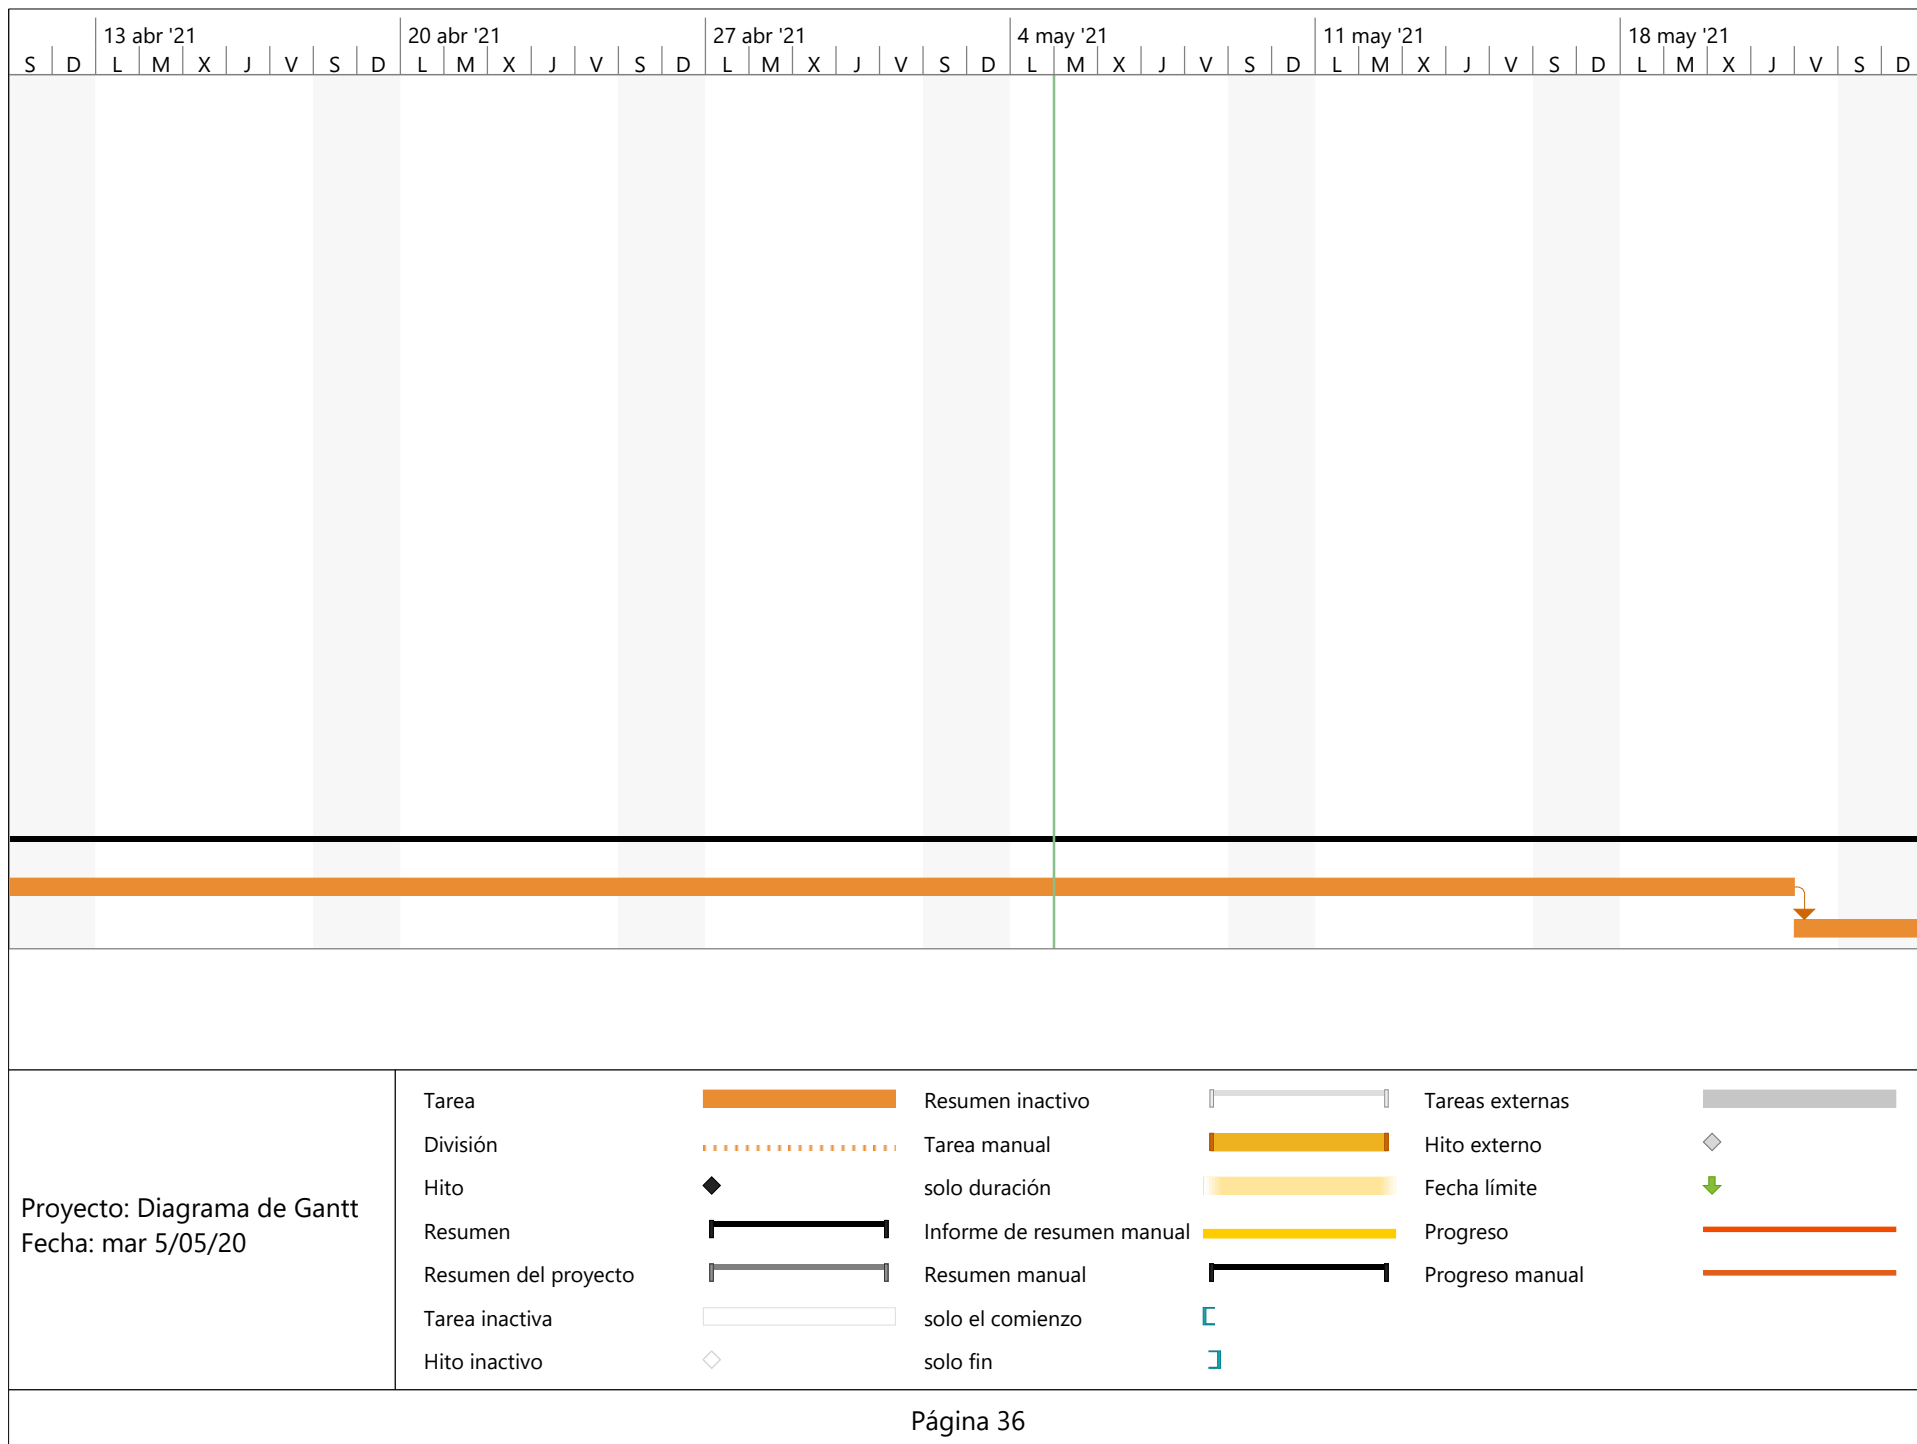 13 abr '21 20 abr '21 27 abr '21 4 may '21 11 may '21 18 may '21
S D L M X J V S D L M X J V S D L M X J V S D L M X J V S D L M X J V S D L M X J V S D
Proyecto: Diagrama de Gantt
Fecha: mar 5/05/20
Tarea
División
Hito
Resumen
Resumen del proyecto
Tarea inactiva
Hito inactivo
Resumen inactivo
Tarea manual
solo duración
Informe de resumen manual
Resumen manual
solo el comienzo
solo fin
Tareas externas
Hito externo
Fecha límite
Progreso
Progreso manual
Página 36